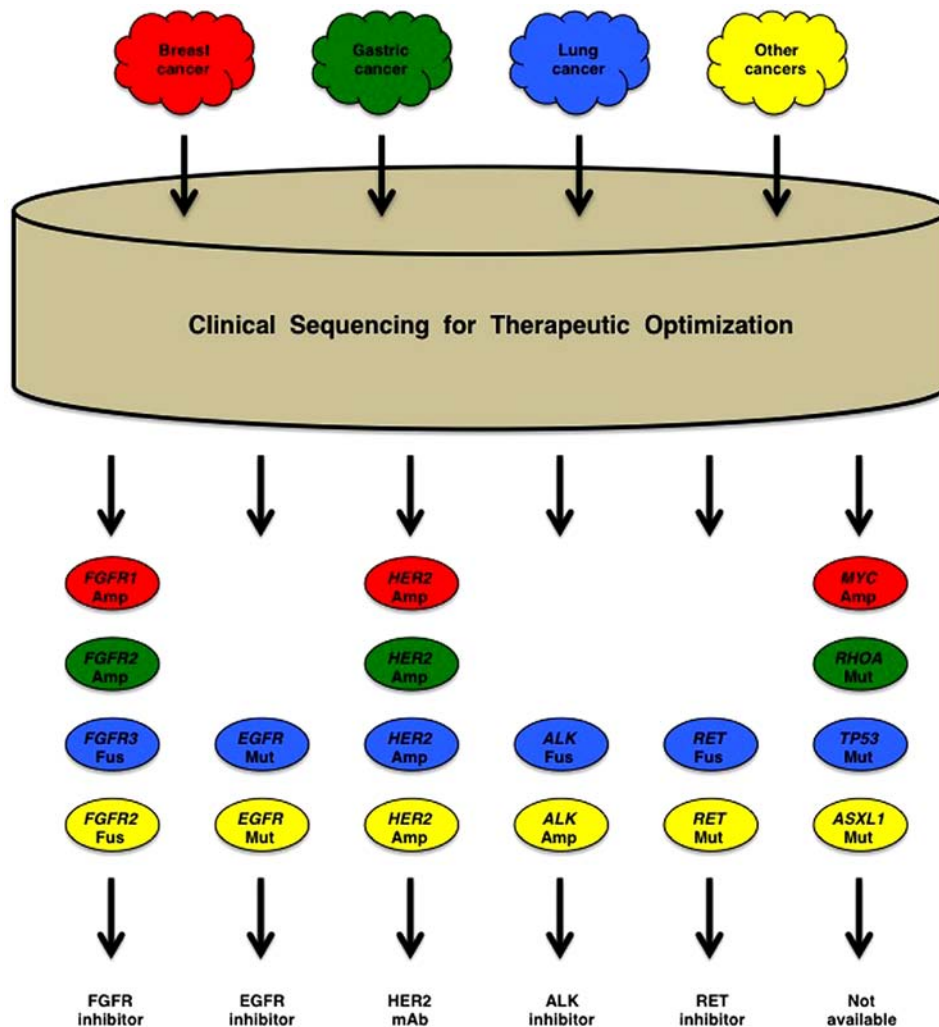 Breast
cancer
Gastric
cancer
Lung
cancer
Other
cancers
Clinical Sequencing for Therapeutic Optimization
FGFR1
Amp
HER2
Amp
MYC
Amp
FGFR2
Amp
HER2
Amp
RHOA
Mut
FGFR3
Fus
EGFR
Mut
HER2
Amp
ALK
Fus
RET
Fus
TP53
Mut
FGFR2
Fus
EGFR
Mut
HER2
Amp
ALK
Amp
RET
Mut
ASXL1
Mut
FGFR
inhibitor
EGFR
inhibitor
HER2
mAb
ALK
inhibitor
RET
inhibitor
Not
available